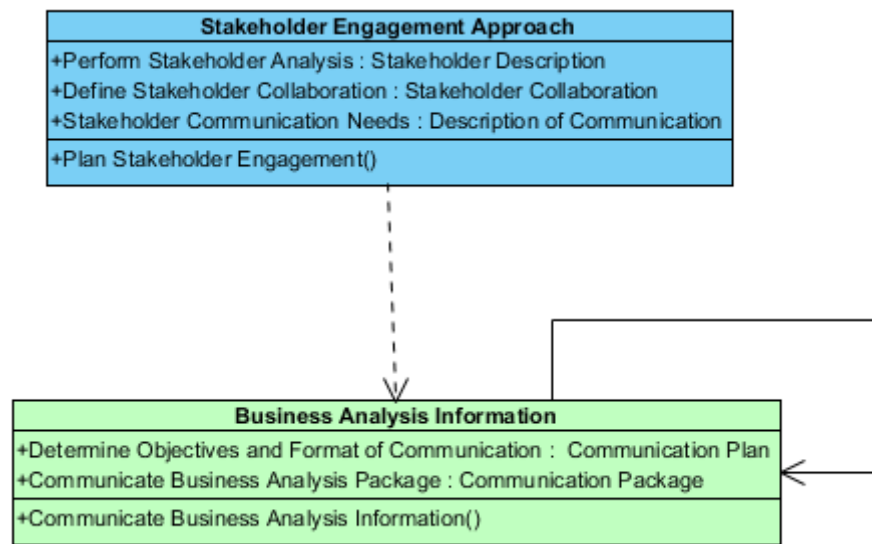 Stakeholder Engagement Approach
+Perform Stakeholder Analysis : Stakeholder Description
+Define Stakeholder Collaboration : Stakeholder Collaboration
+Stakeholder Communication Needs : Description of Communication
+Plan Stakeholder Engagement()
Business Analysis Information
+Determine Objectives and Format of Communication :  Communication Plan
+Communicate Business Analysis Package : Communication Package
+Communicate Business Analysis Information()